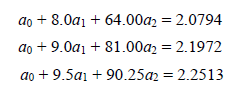 a₀ + 8.0a₁ + 64.00a₂ = 2.0794
a₀ + 9.0a₁ + 81.00a₂ = 2.1972
a₀ + 9.5a₁ + 90.25a₂ = 2.2513